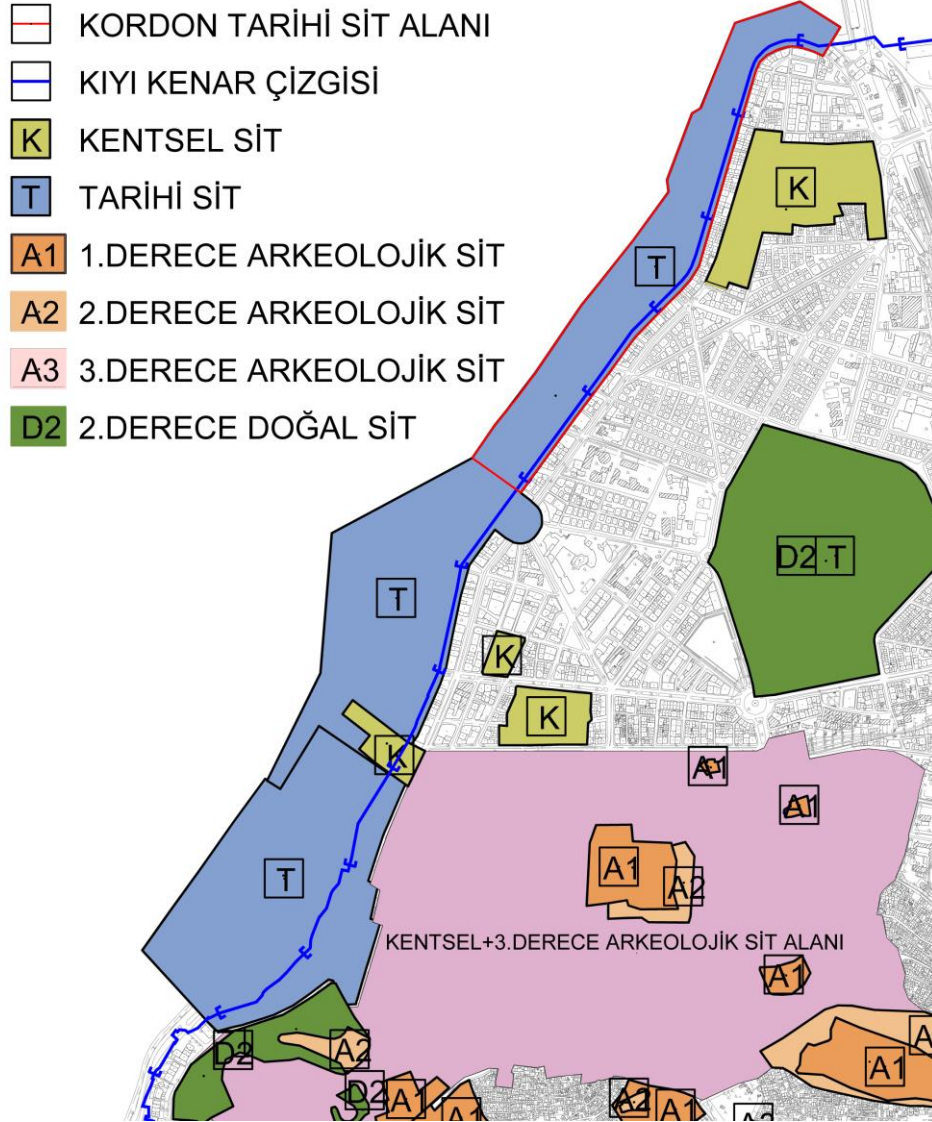 KORDON TARİHİ SİT ALANI
KIYI KENAR ÇİZGİSİ
K KENTSEL SİT
T TARİHİ SİT
A1 1.DERECE ARKEOLOJİK SİT
A2 2.DERECE ARKEOLOJİK SİT
A3 3.DERECE ARKEOLOJİK SİT
D2 2.DERECE DOĞAL SİT
K
T
D2 T
T
K
K
K
A1
A1
T
A1
A2
KENTSEL+3.DERECE ARKEOLOJİK SİT ALANI
A1
D2
A2
A1
D2
A1
A1
A2
A1